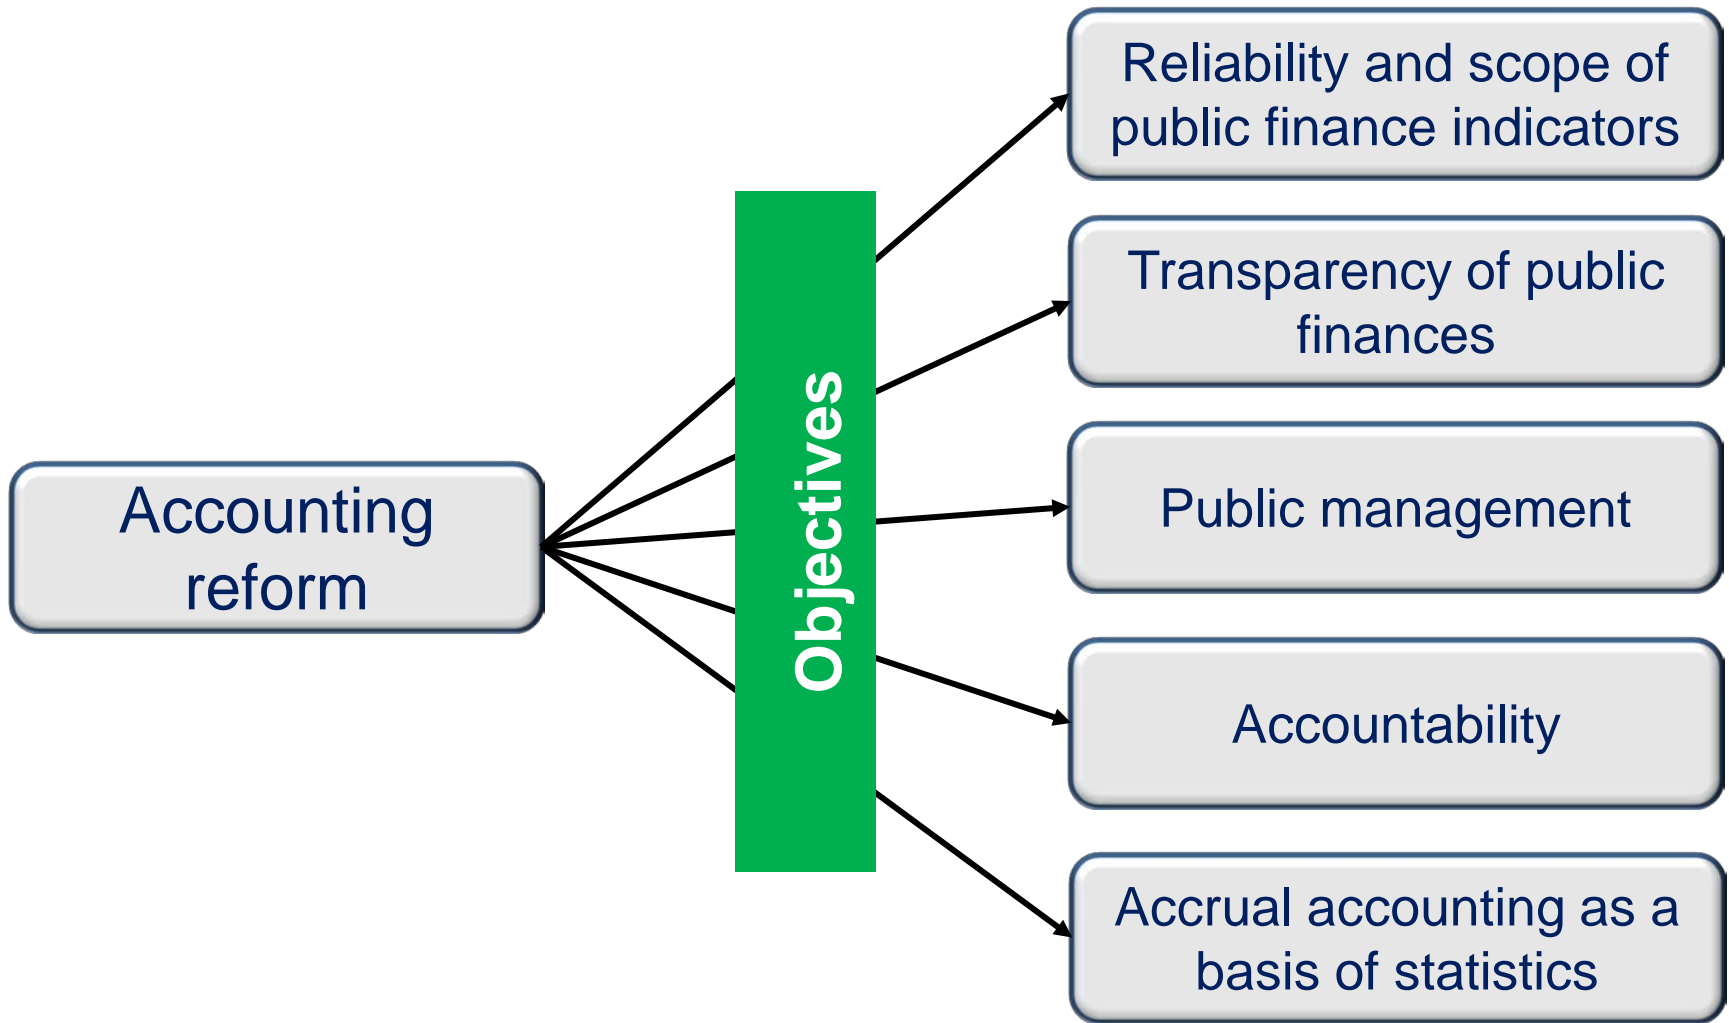 Accounting
reform
Objectives
Reliability and scope of
public finance indicators
Transparency of public
finances
Public management
Accountability
Accrual accounting as a
basis of statistics